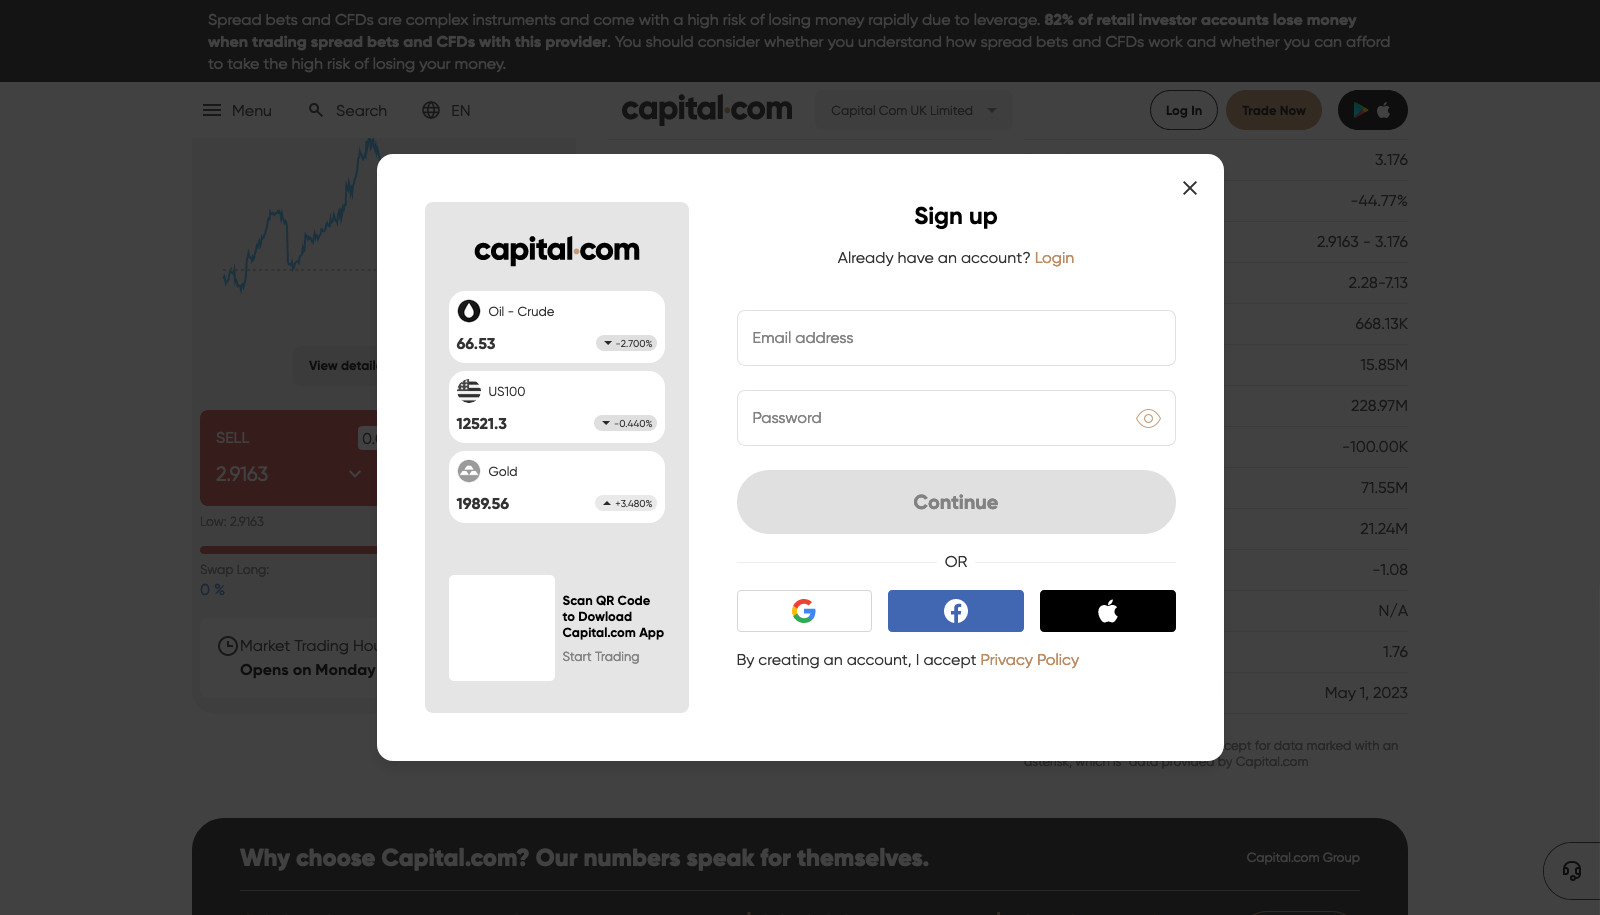 Spread bets and CFDs are complex instruments and come with a high risk of losing money rapidly due to leverage. 82% of retail investor accounts lose money
when trading spread bets and CFDs with this provider. You should consider whether you understand how spread bets and CFDs work and whether you can afford
to take the high risk of losing your money.
Menu
Search
EN
capital.com
Capital Com UK Limited
Log In
Trade Now
View detail
SELL
2.9163
Low: 2.9163
Swap Long:
0 %
Market Trading Hou
Opens on Monday
capital.com
Oil - Crude
66.53
-2.700%
US100
12521.3
-0.440%
Gold
1989.56
+3.480%
Scan QR Code
to Dowload
Capital.com App
Start Trading
Sign up
Already have an account? Login
Email address
Password
Continue
OR
By creating an account, I accept Privacy Policy
3.176
-44.77%
2.9163 - 3.176
2.28-7.13
668.13K
15.85M
228.97M
-100.00K
71.55M
21.24M
-1.08
N/A
1.76
May 1, 2023
cept for data marked with an
asterisk, which is data provided by Capital.com
Why choose Capital.com? Our numbers speak for themselves.
Capital.com Group